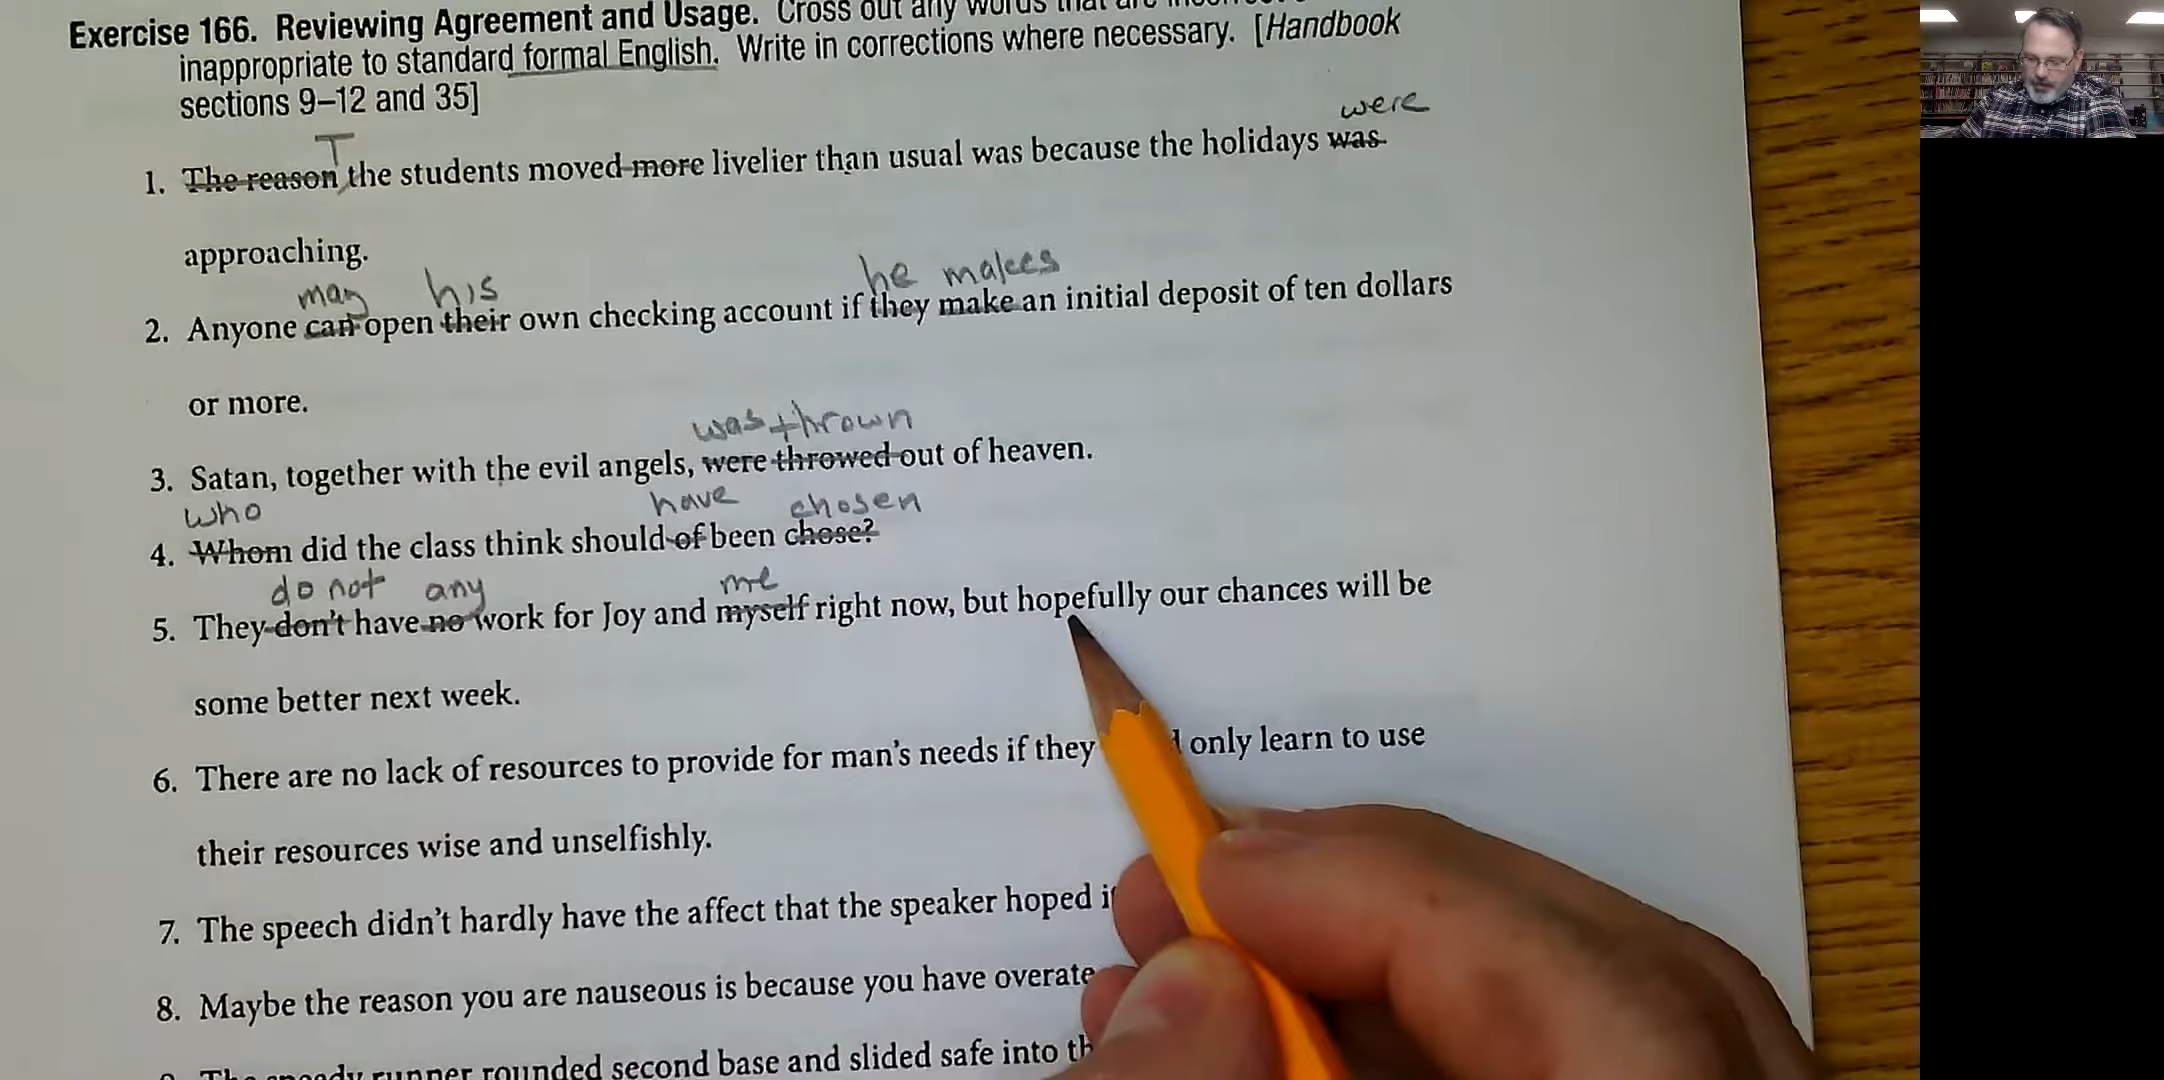 Exercise 166. Reviewing Agreement and Usage. Cross out any words that are
inappropriate to standard formal English. Write in corrections where necessary. [Handbook
sections 9–12 and 35]
were
T
1. The reason the students moved more livelier than usual was because the holidays was
approaching.
may his he makes
2. Anyone can open their own checking account if they make an initial deposit of ten dollars
or more.
was thrown
3. Satan, together with the evil angels, were throwed out of heaven.
who have chosen
4. Whom did the class think should of been chose?
do not any me
5. They don't have no work for Joy and myself right now, but hopefully our chances will be
some better next week.
6. There are no lack of resources to provide for man's needs if they only learn to use
their resources wise and unselfishly.
7. The speech didn't hardly have the affect that the speaker hoped
8. Maybe the reason you are nauseous is because you have overate
The speedy runner rounded second base and slided safe into